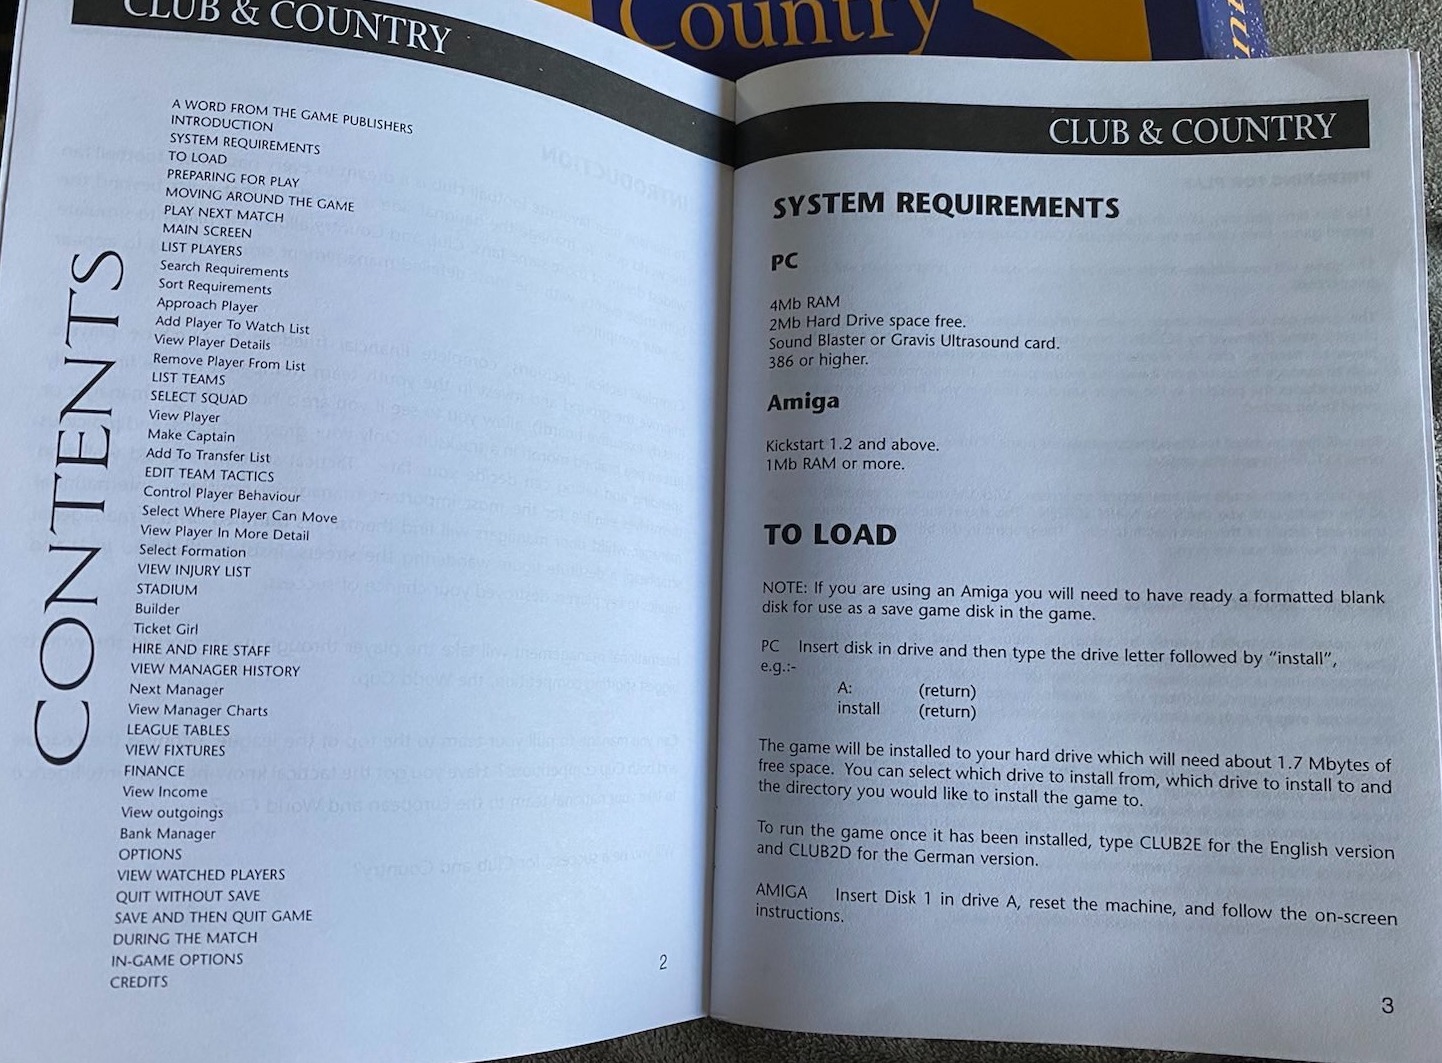 Country
CLUB & COUNTRY
CONTENTS
A WORD FROM THE GAME PUBLISHERS
INTRODUCTION
SYSTEM REQUIREMENTS
TO LOAD
PREPARING FOR PLAY
MOVING AROUND THE GAME
PLAY NEXT MATCH
MAIN SCREEN
LIST PLAYERS
Search Requirements
Sort Requirements
Approach Player
Add Player To Watch List
View Player Details
Remove Player From List
LIST TEAMS
SELECT SQUAD
View Player
Make Captain
Add To Transfer List
EDIT TEAM TACTICS
Control Player Behaviour
Select Where Player Can Move
View Player In More Detail
Select Formation
VIEW INJURY LIST
STADIUM
Builder
Ticket Girl
HIRE AND FIRE STAFF
VIEW MANAGER HISTORY
Next Manager
View Manager Charts
LEAGUE TABLES
VIEW FIXTURES
FINANCE
View Income
View outgoings
Bank Manager
OPTIONS
VIEW WATCHED PLAYERS
QUIT WITHOUT SAVE
SAVE AND THEN QUIT GAME
DURING THE MATCH
IN-GAME OPTIONS
CREDITS
2
CLUB & COUNTRY
SYSTEM REQUIREMENTS
PC
4Mb RAM
2Mb Hard Drive space free.
Sound Blaster or Gravis Ultrasound card.
386 or higher.
Amiga
Kickstart 1.2 and above.
1Mb RAM or more.
TO LOAD
NOTE: If you are using an Amiga you will need to have ready a formatted blank
disk for use as a save game disk in the game.
PC Insert disk in drive and then type the drive letter followed by “install”,
e.g.:-
A: (return)
install (return)
The game will be installed to your hard drive which will need about 1.7 Mbytes of
free space. You can select which drive to install from, which drive to install to and
the directory you would like to install the game to.
To run the game once it has been installed, type CLUB2E for the English version
and CLUB2D for the German version.
AMIGA Insert Disk 1 in drive A, reset the machine, and follow the on-screen
instructions.
3